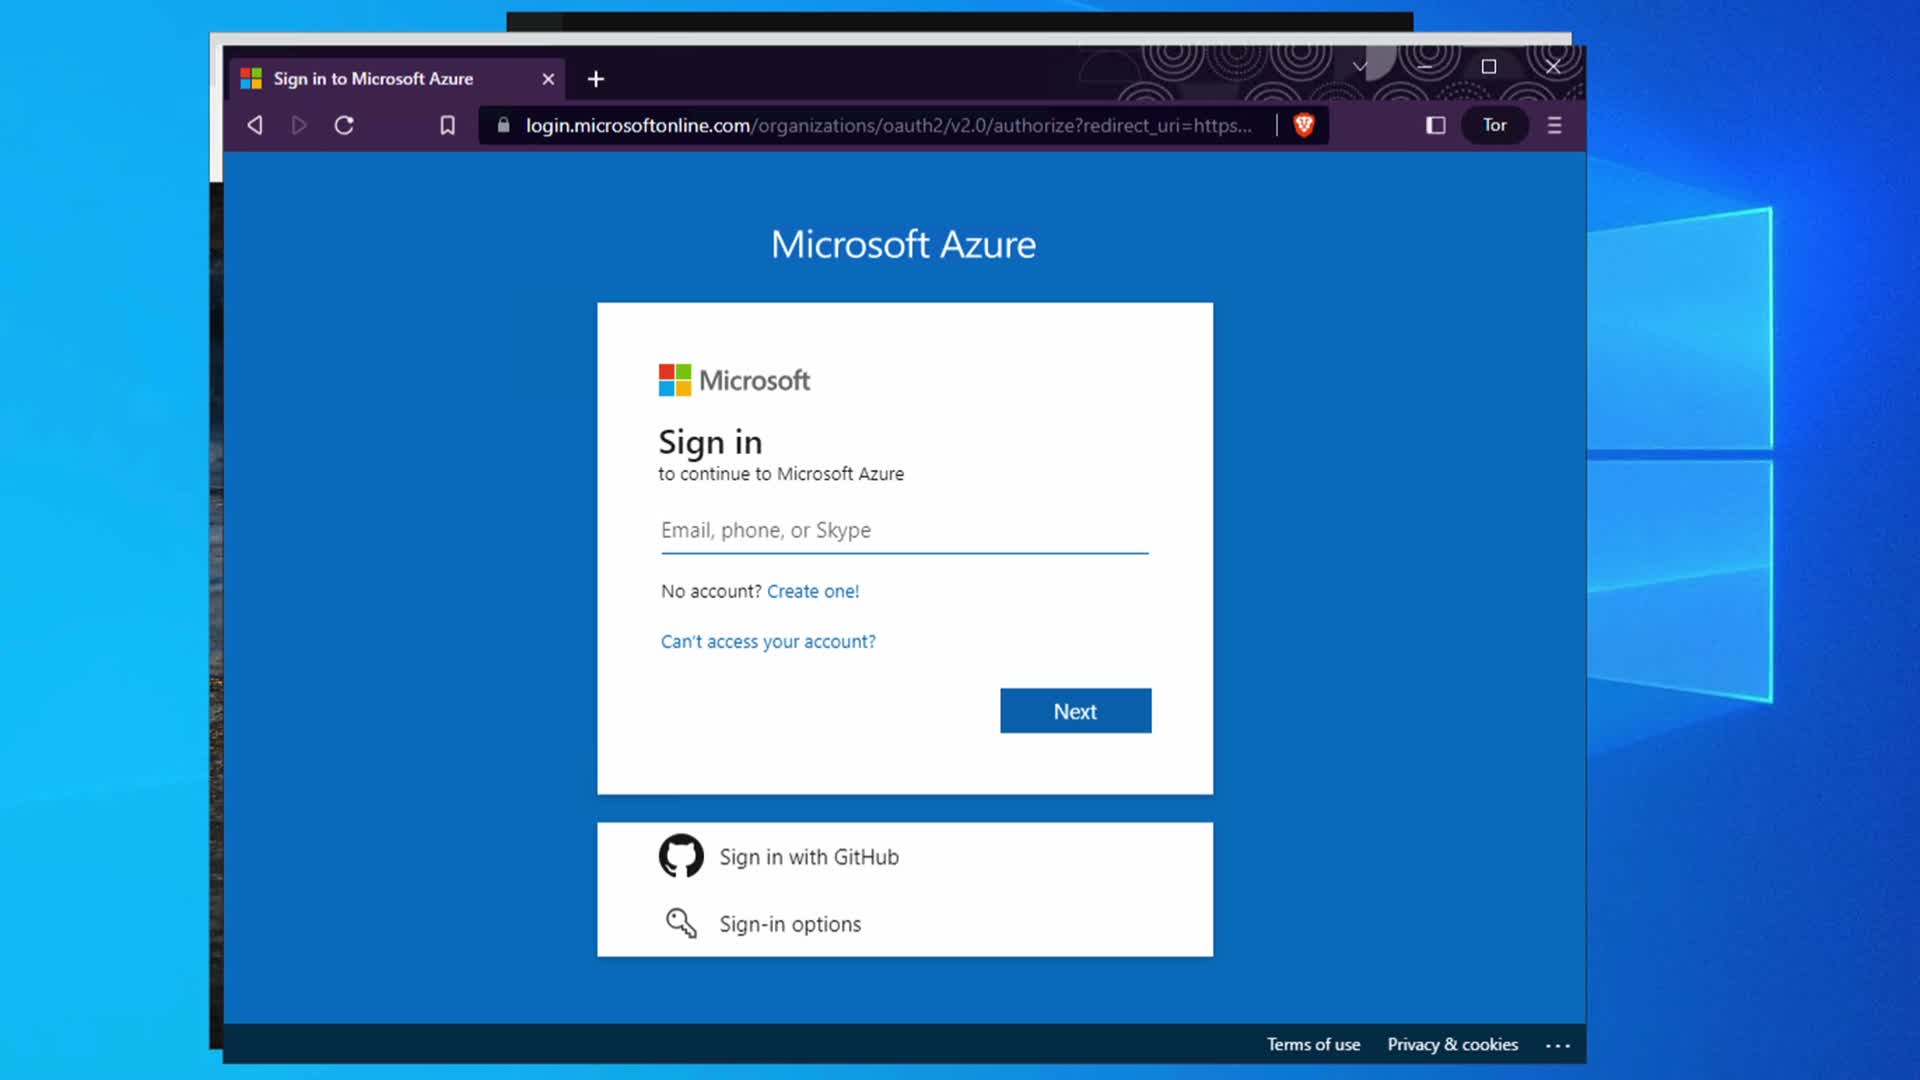 Sign in to Microsoft Azure
login.microsoftonline.com/organizations/oauth2/v2.0/authorize?redirect_uri=https...
Tor
Microsoft Azure
Microsoft
Sign in
to continue to Microsoft Azure
Email, phone, or Skype
No account? Create one!
Can't access your account?
Next
Sign in with GitHub
Sign-in options
Terms of use Privacy & cookies ...